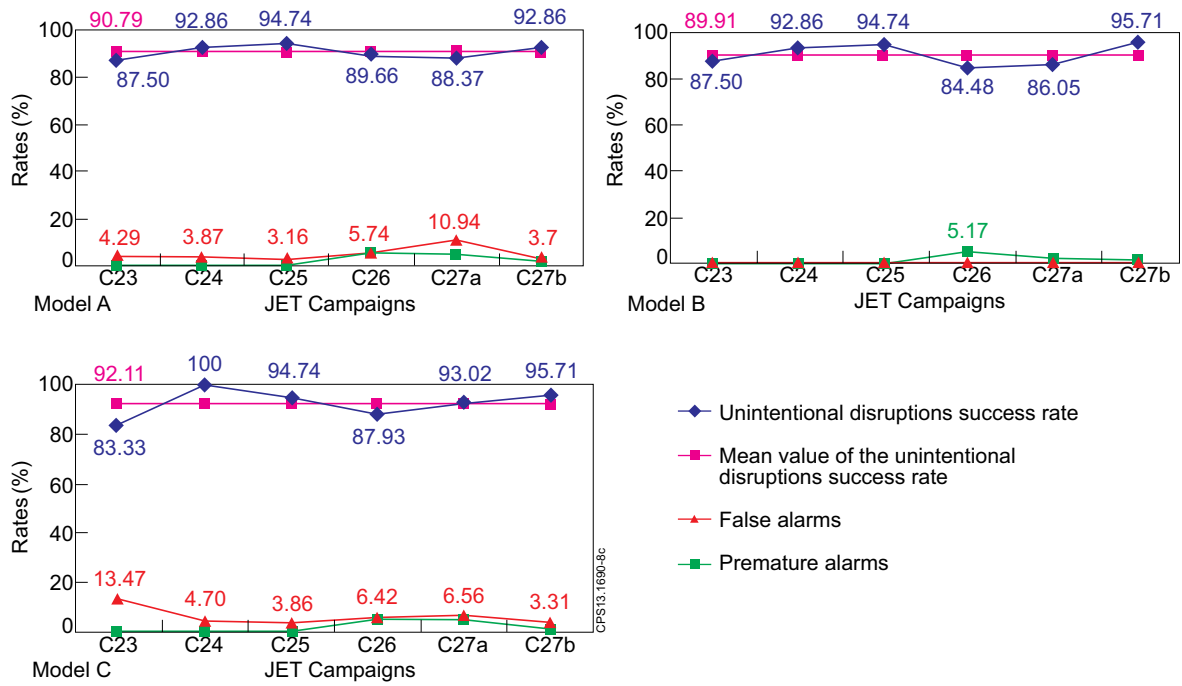 90.79 92.86 94.74 92.86
100
87.50 89.66 88.37
80
60
Rates (%)
40
20
4.29 3.87 3.16 5.74 10.94 3.7
0
C23 C24 C25 C26 C27a C27b
Model A JET Campaigns
89.91 92.86 94.74 95.71
100
87.50 84.48 86.05
80
60
Rates (%)
40
20
5.17
0
C23 C24 C25 C26 C27a C27b
Model B JET Campaigns
92.11 100 94.74 93.02 95.71
100
83.33 87.93
80
60
Rates (%)
40
20
13.47 4.70 3.86 6.42 6.56 3.31
0
C23 C24 C25 C26 C27a C27b
Model C JET Campaigns
CPS13.1690-8c
Unintentional disruptions success rate
Mean value of the unintentional
disruptions success rate
False alarms
Premature alarms